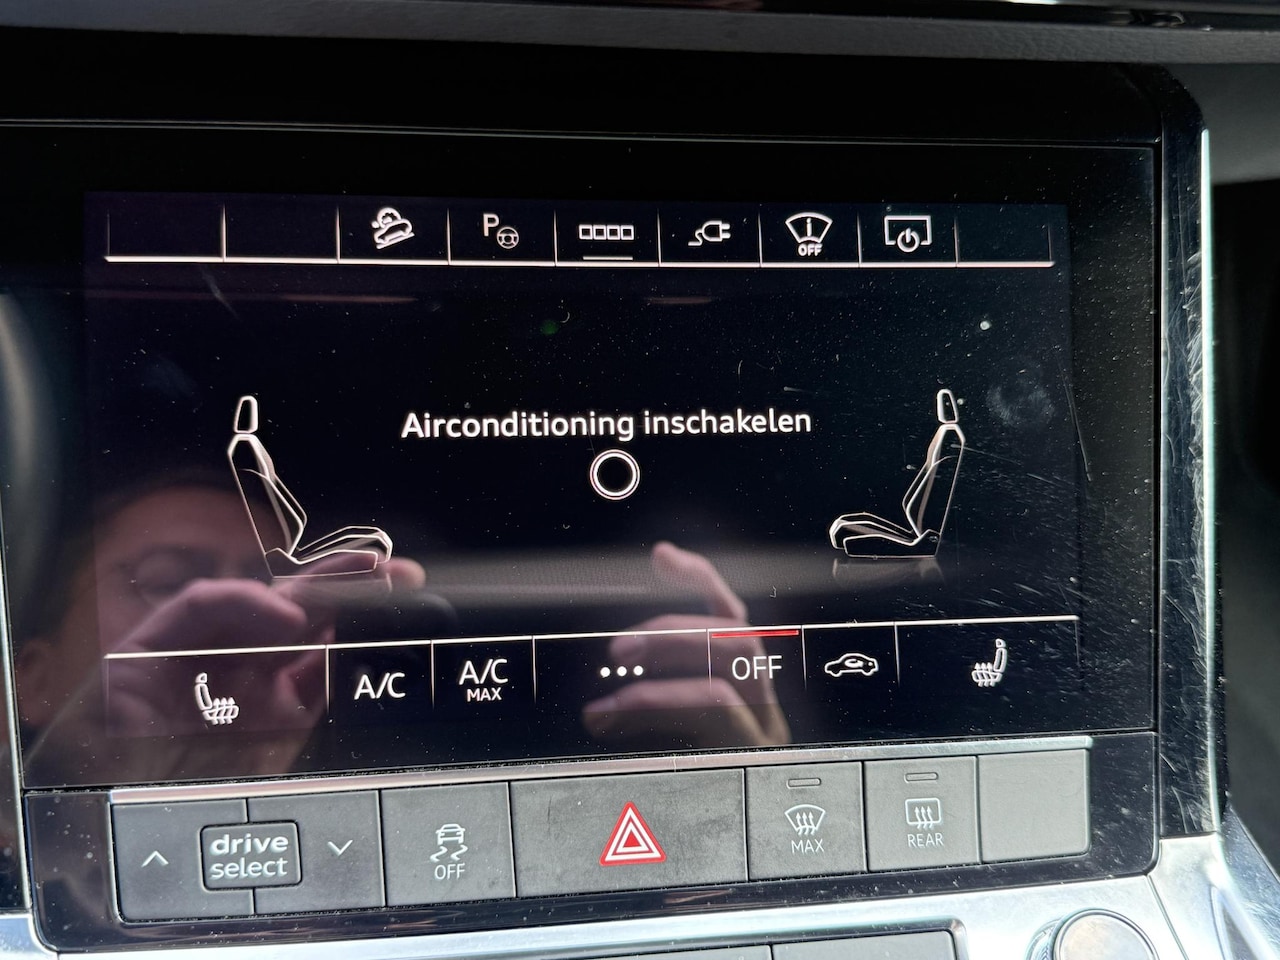 P
OFF
Airconditioning inschakelen
A/C
A/C
MAX
OFF
drive
select
OFF
MAX
REAR